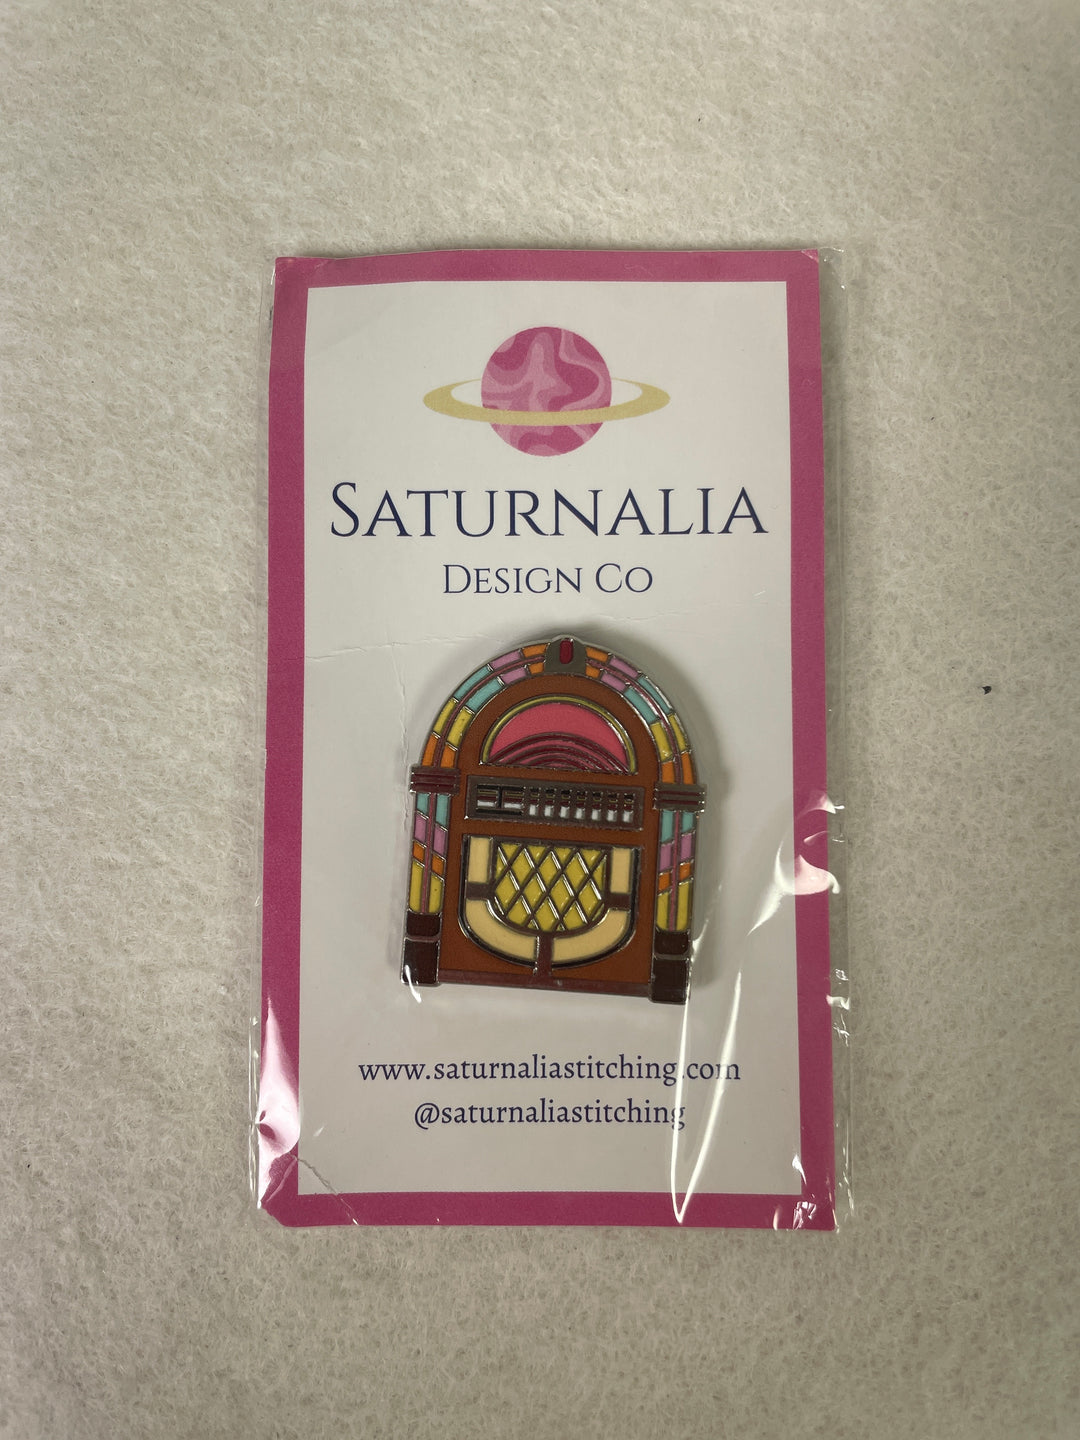 SATURNALIA
DESIGN CO
www.saturnaliastitching.com
@saturnaliastitching